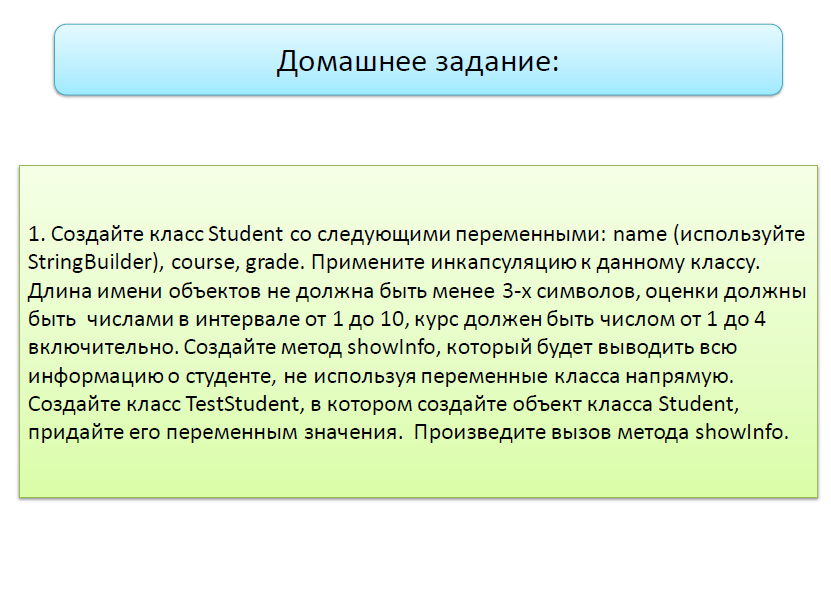 Домашнее задание:
1. Создайте класс Student со следующими переменными: name (используйте
StringBuilder), course, grade. Примените инкапсуляцию к данному классу.
Длина имени объектов не должна быть менее 3-х символов, оценки должны
быть числами в интервале от 1 до 10, курс должен быть числом от 1 до 4
включительно. Создайте метод showInfo, который будет выводить всю
информацию о студенте, не используя переменные класса напрямую.
Создайте класс TestStudent, в котором создайте объект класса Student,
придайте его переменным значения. Произведите вызов метода showInfo.